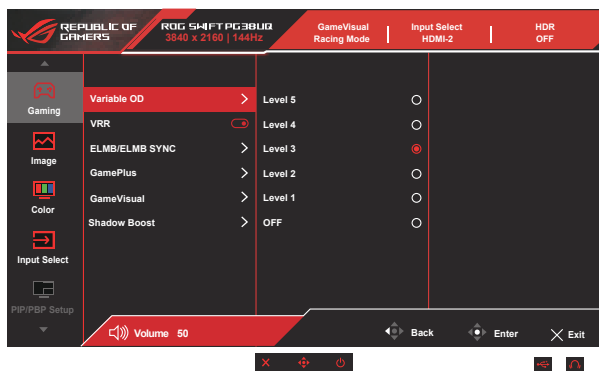 REPUBLIC OF
GAMERS
ROG SWIFT PG38UQ
3840 x 2160 | 144Hz
GameVisual
Racing Mode
Input Select
HDMI-2
HDR
OFF
Gaming
Image
Color
Input Select
PIP/PBP Setup
Variable OD
VRR
ELMB/ELMB SYNC
GamePlus
GameVisual
Shadow Boost
Level 5
Level 4
Level 3
Level 2
Level 1
OFF
Volume 50
Back
Enter
Exit